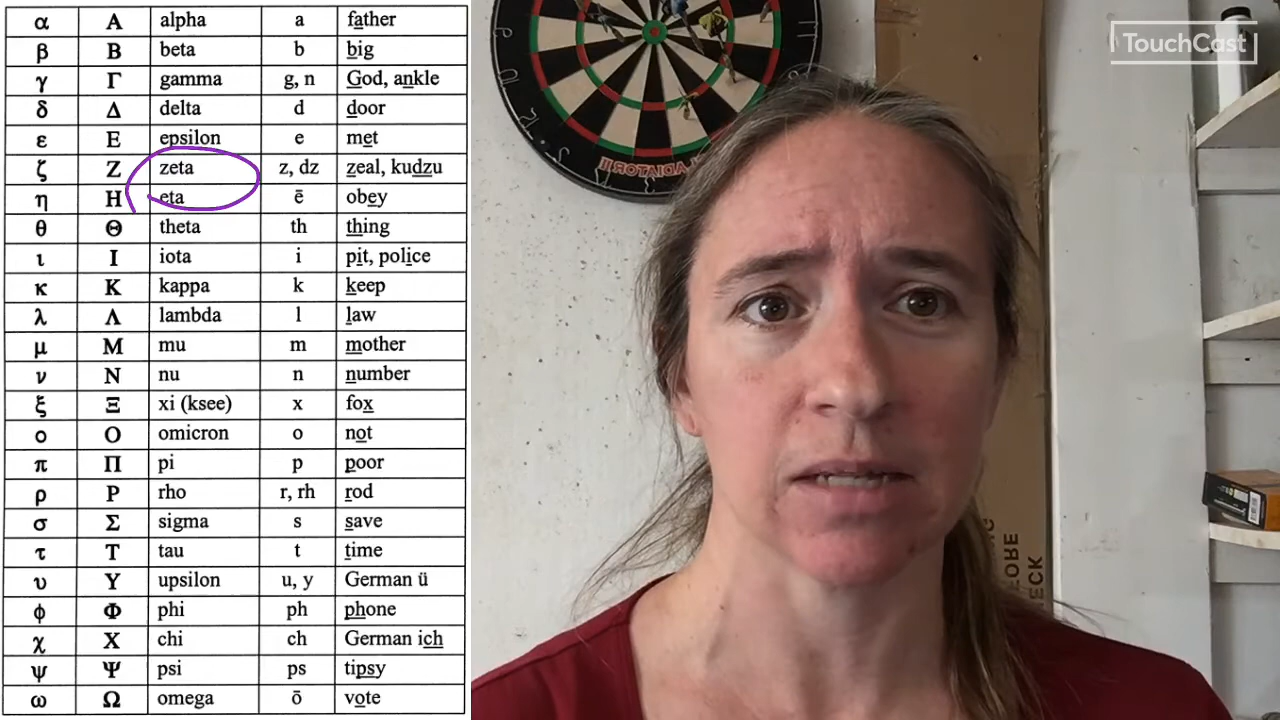 α Α alpha a father
β Β beta b big
γ Γ gamma g, n God, ankle
δ Δ delta d door
ε Ε epsilon e met
ζ Ζ zeta z, dz zeal, kudzu
η Η eta ē obey
θ Θ theta th thing
ι Ι iota i pit, police
κ Κ kappa k keep
λ Λ lambda l law
μ Μ mu m mother
ν Ν nu n number
ξ Ξ xi (ksee) x fox
ο Ο omicron o not
π Π pi p poor
ρ Ρ rho r, rh rod
σ Σ sigma s save
τ Τ tau t time
υ Υ upsilon u, y German ü
ϕ Φ phi ph phone
χ Χ chi ch German ich
ψ Ψ psi ps tipsy
ω Ω omega ō vote
TouchCast